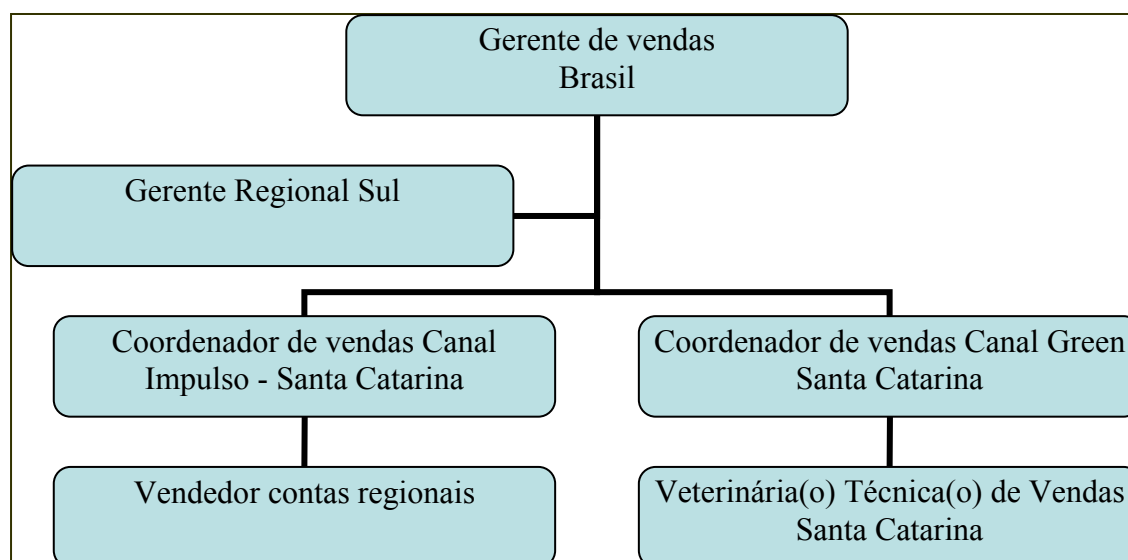 Gerente de vendas
Brasil
Gerente Regional Sul
Coordenador de vendas Canal
Impulso - Santa Catarina
Coordenador de vendas Canal Green
Santa Catarina
Vendedor contas regionais
Veterinária(o) Técnica(o) de Vendas
Santa Catarina